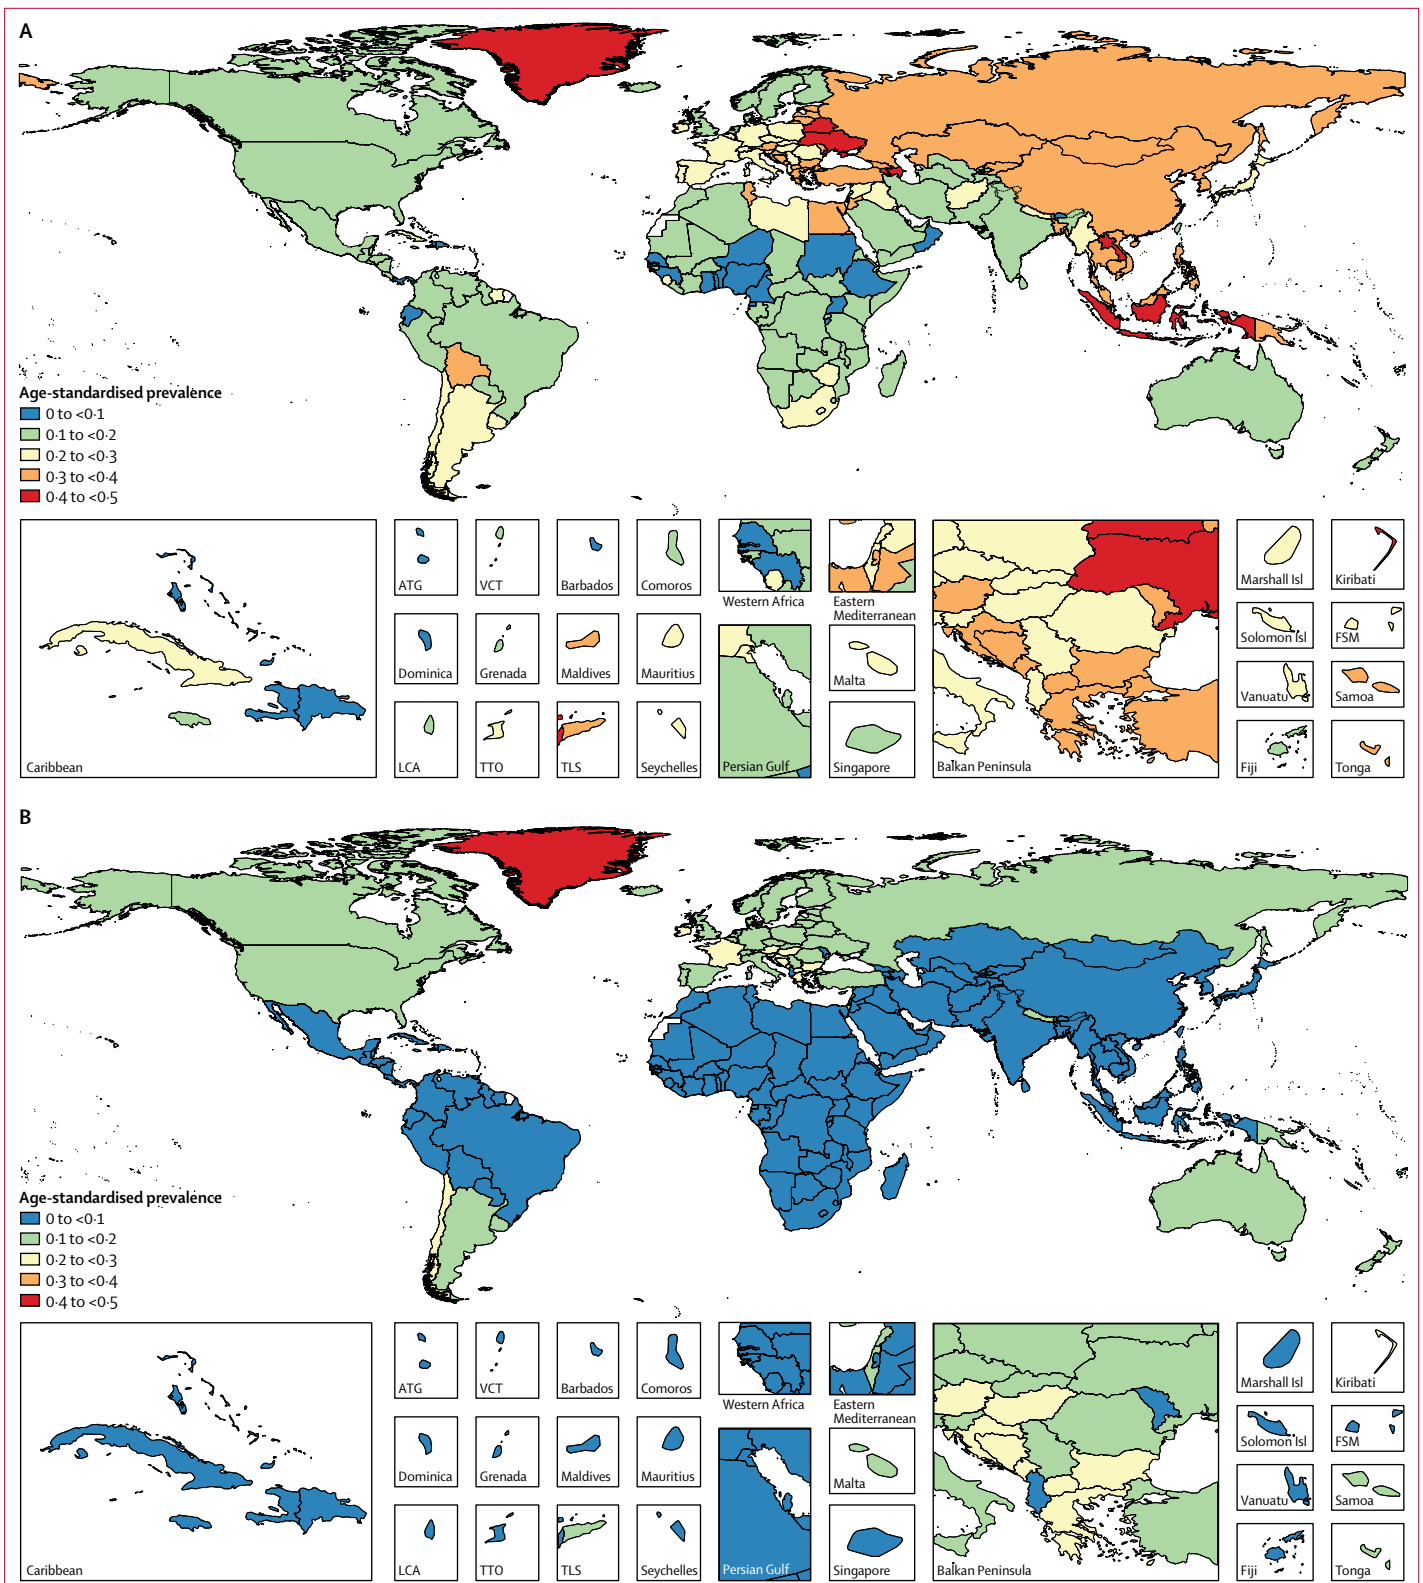 A
Age-standardised prevalence
0 to <0·1
0·1 to <0·2
0·2 to <0·3
0·3 to <0·4
0·4 to <0·5
Caribbean
ATG
VCT
Barbados
Comoros
Dominica
Grenada
Maldives
Mauritius
LCA
TTO
TLS
Seychelles
Western Africa
Eastern
Mediterranean
Persian Gulf
Malta
Singapore
Balkan Peninsula
Marshall Isl
Kiribati
Solomon Isl
FSM
Vanuatu
Samoa
Fiji
Tonga
B
Age-standardised prevalence
0 to <0·1
0·1 to <0·2
0·2 to <0·3
0·3 to <0·4
0·4 to <0·5
Caribbean
ATG
VCT
Barbados
Comoros
Dominica
Grenada
Maldives
Mauritius
LCA
TTO
TLS
Seychelles
Western Africa
Eastern
Mediterranean
Persian Gulf
Malta
Singapore
Balkan Peninsula
Marshall Isl
Kiribati
Solomon Isl
FSM
Vanuatu
Samoa
Fiji
Tonga